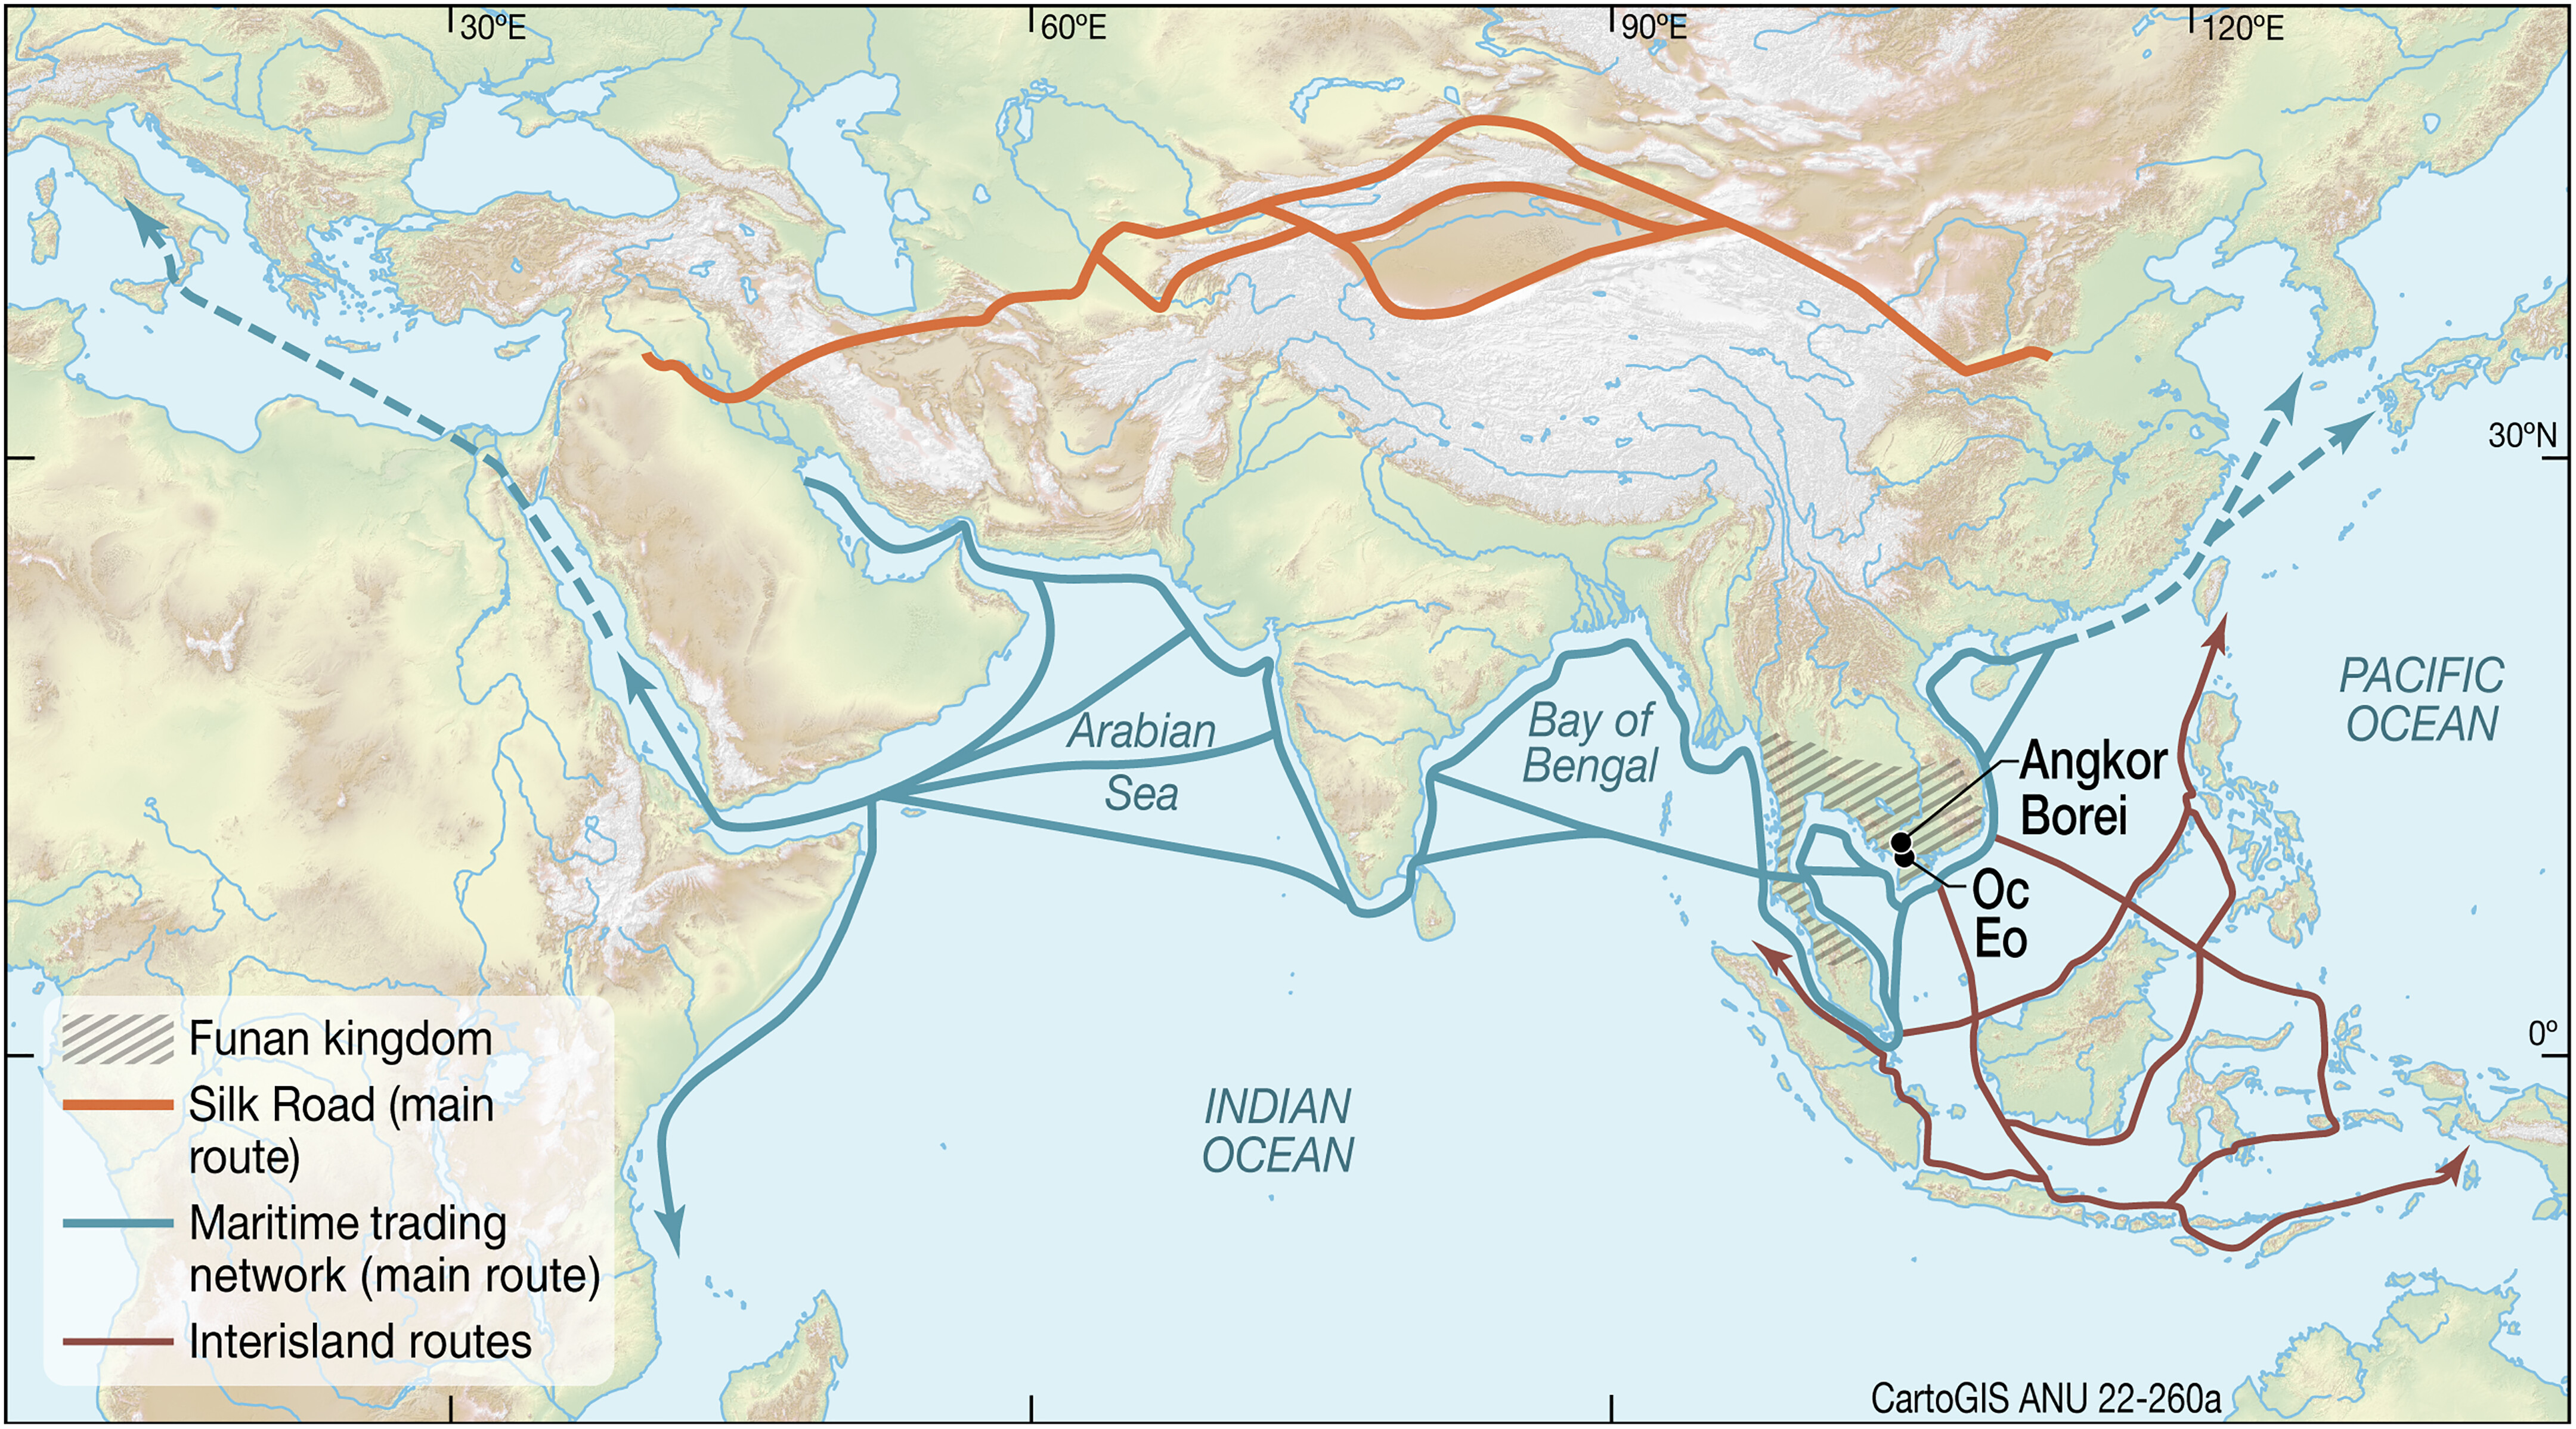 30ºE
60ºE
90ºE
120ºE
30ºN
PACIFIC
OCEAN
Arabian
Sea
Bay of
Bengal
Angkor
Borei
Oc
Eo
0º
INDIAN
OCEAN
Funan kingdom
Silk Road (main
route)
Maritime trading
network (main route)
Interisland routes
CartoGIS ANU 22-260a